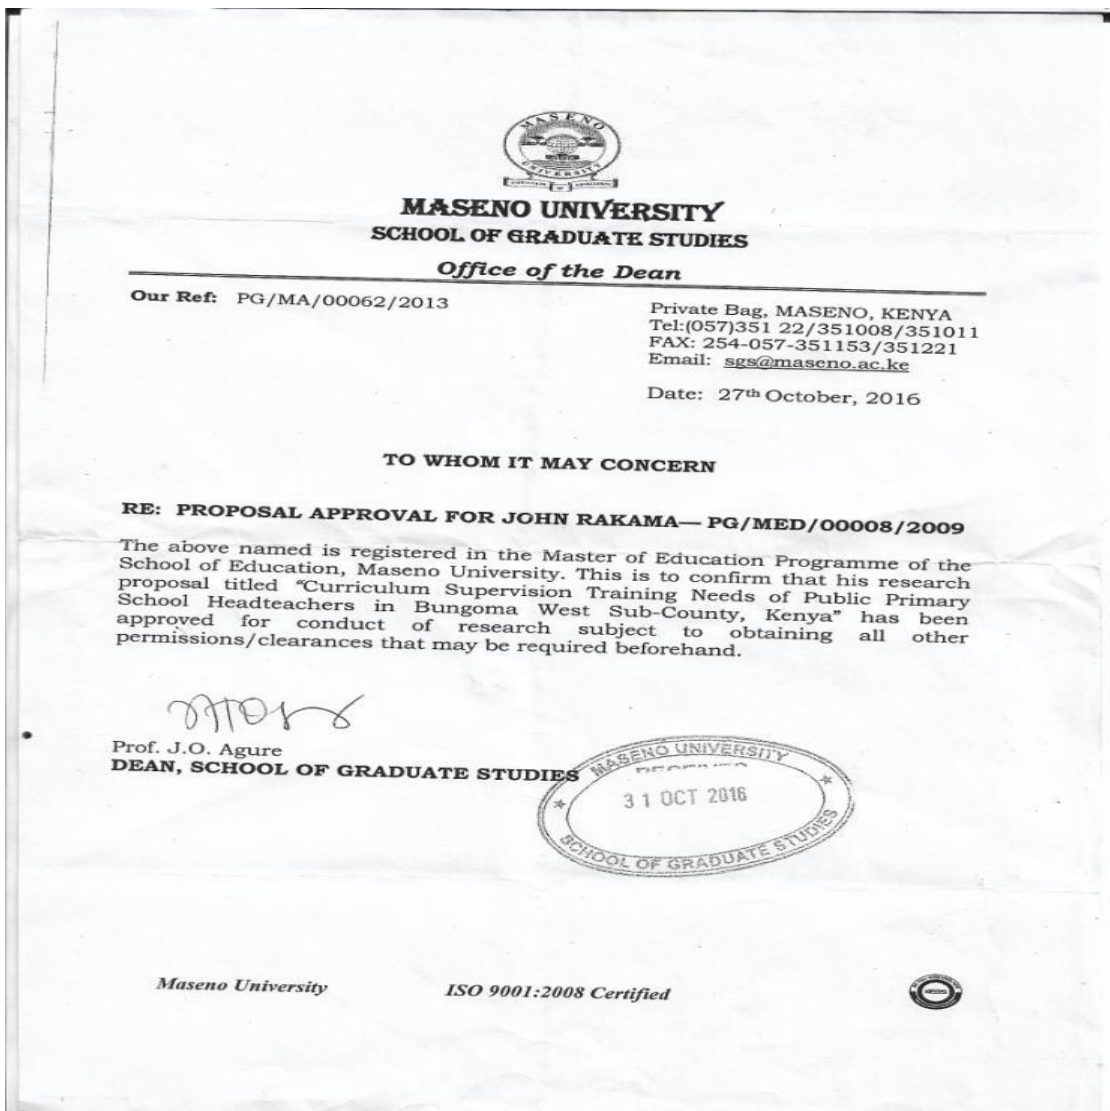 MASENO
UNIVERSITY
MASENO UNIVERSITY
SCHOOL OF GRADUATE STUDIES
Office of the Dean
Our Ref: PG/MA/00062/2013
Private Bag, MASENO, KENYA
Tel:(057)351 22/351008/351011
FAX: 254-057-351153/351221
Email: sgs@maseno.ac.ke
Date: 27th October, 2016
TO WHOM IT MAY CONCERN
RE: PROPOSAL APPROVAL FOR JOHN RAKAMA— PG/MED/00008/2009
The above named is registered in the Master of Education Programme of the
School of Education, Maseno University. This is to confirm that his research
proposal titled “Curriculum Supervision Training Needs of Public Primary
School Headteachers in Bungoma West Sub-County, Kenya” has been
approved for conduct of research subject to obtaining all other
permissions/clearances that may be required beforehand.
Prof. J.O. Agure
DEAN, SCHOOL OF GRADUATE STUDIES
MASENO UNIVERSITY
31 OCT 2016
SCHOOL OF GRADUATE STUDIES
Maseno University
ISO 9001:2008 Certified